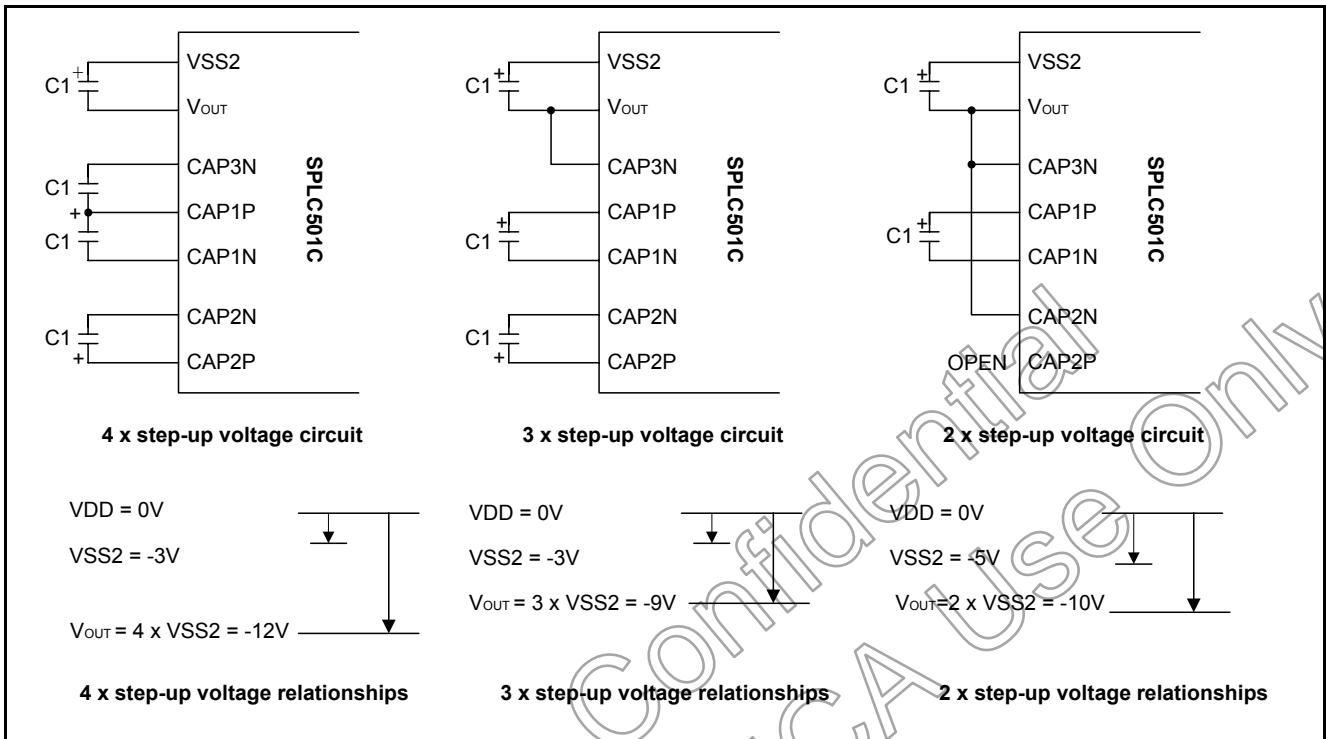 VSS2
C1 +
VOUT
CAP3N
C1
+ CAP1P
C1
CAP1N
CAP2N
C1
+ CAP2P
SPLC501C
4 x step-up voltage circuit
VSS2
C1 +
VOUT
CAP3N
CAP1P
C1 +
CAP1N
CAP2N
C1
+ CAP2P
SPLC501C
3 x step-up voltage circuit
VSS2
C1 +
VOUT
CAP3N
CAP1P
C1 +
CAP1N
CAP2N
OPEN CAP2P
SPLC501C
2 x step-up voltage circuit
VDD = 0V
VSS2 = -3V
VOUT = 4 x VSS2 = -12V
4 x step-up voltage relationships
VDD = 0V
VSS2 = -3V
VOUT = 3 x VSS2 = -9V
3 x step-up voltage relationships
VDD = 0V
VSS2 = -5V
VOUT=2 x VSS2 = -10V
2 x step-up voltage relationships
Confidential
CA Use Only